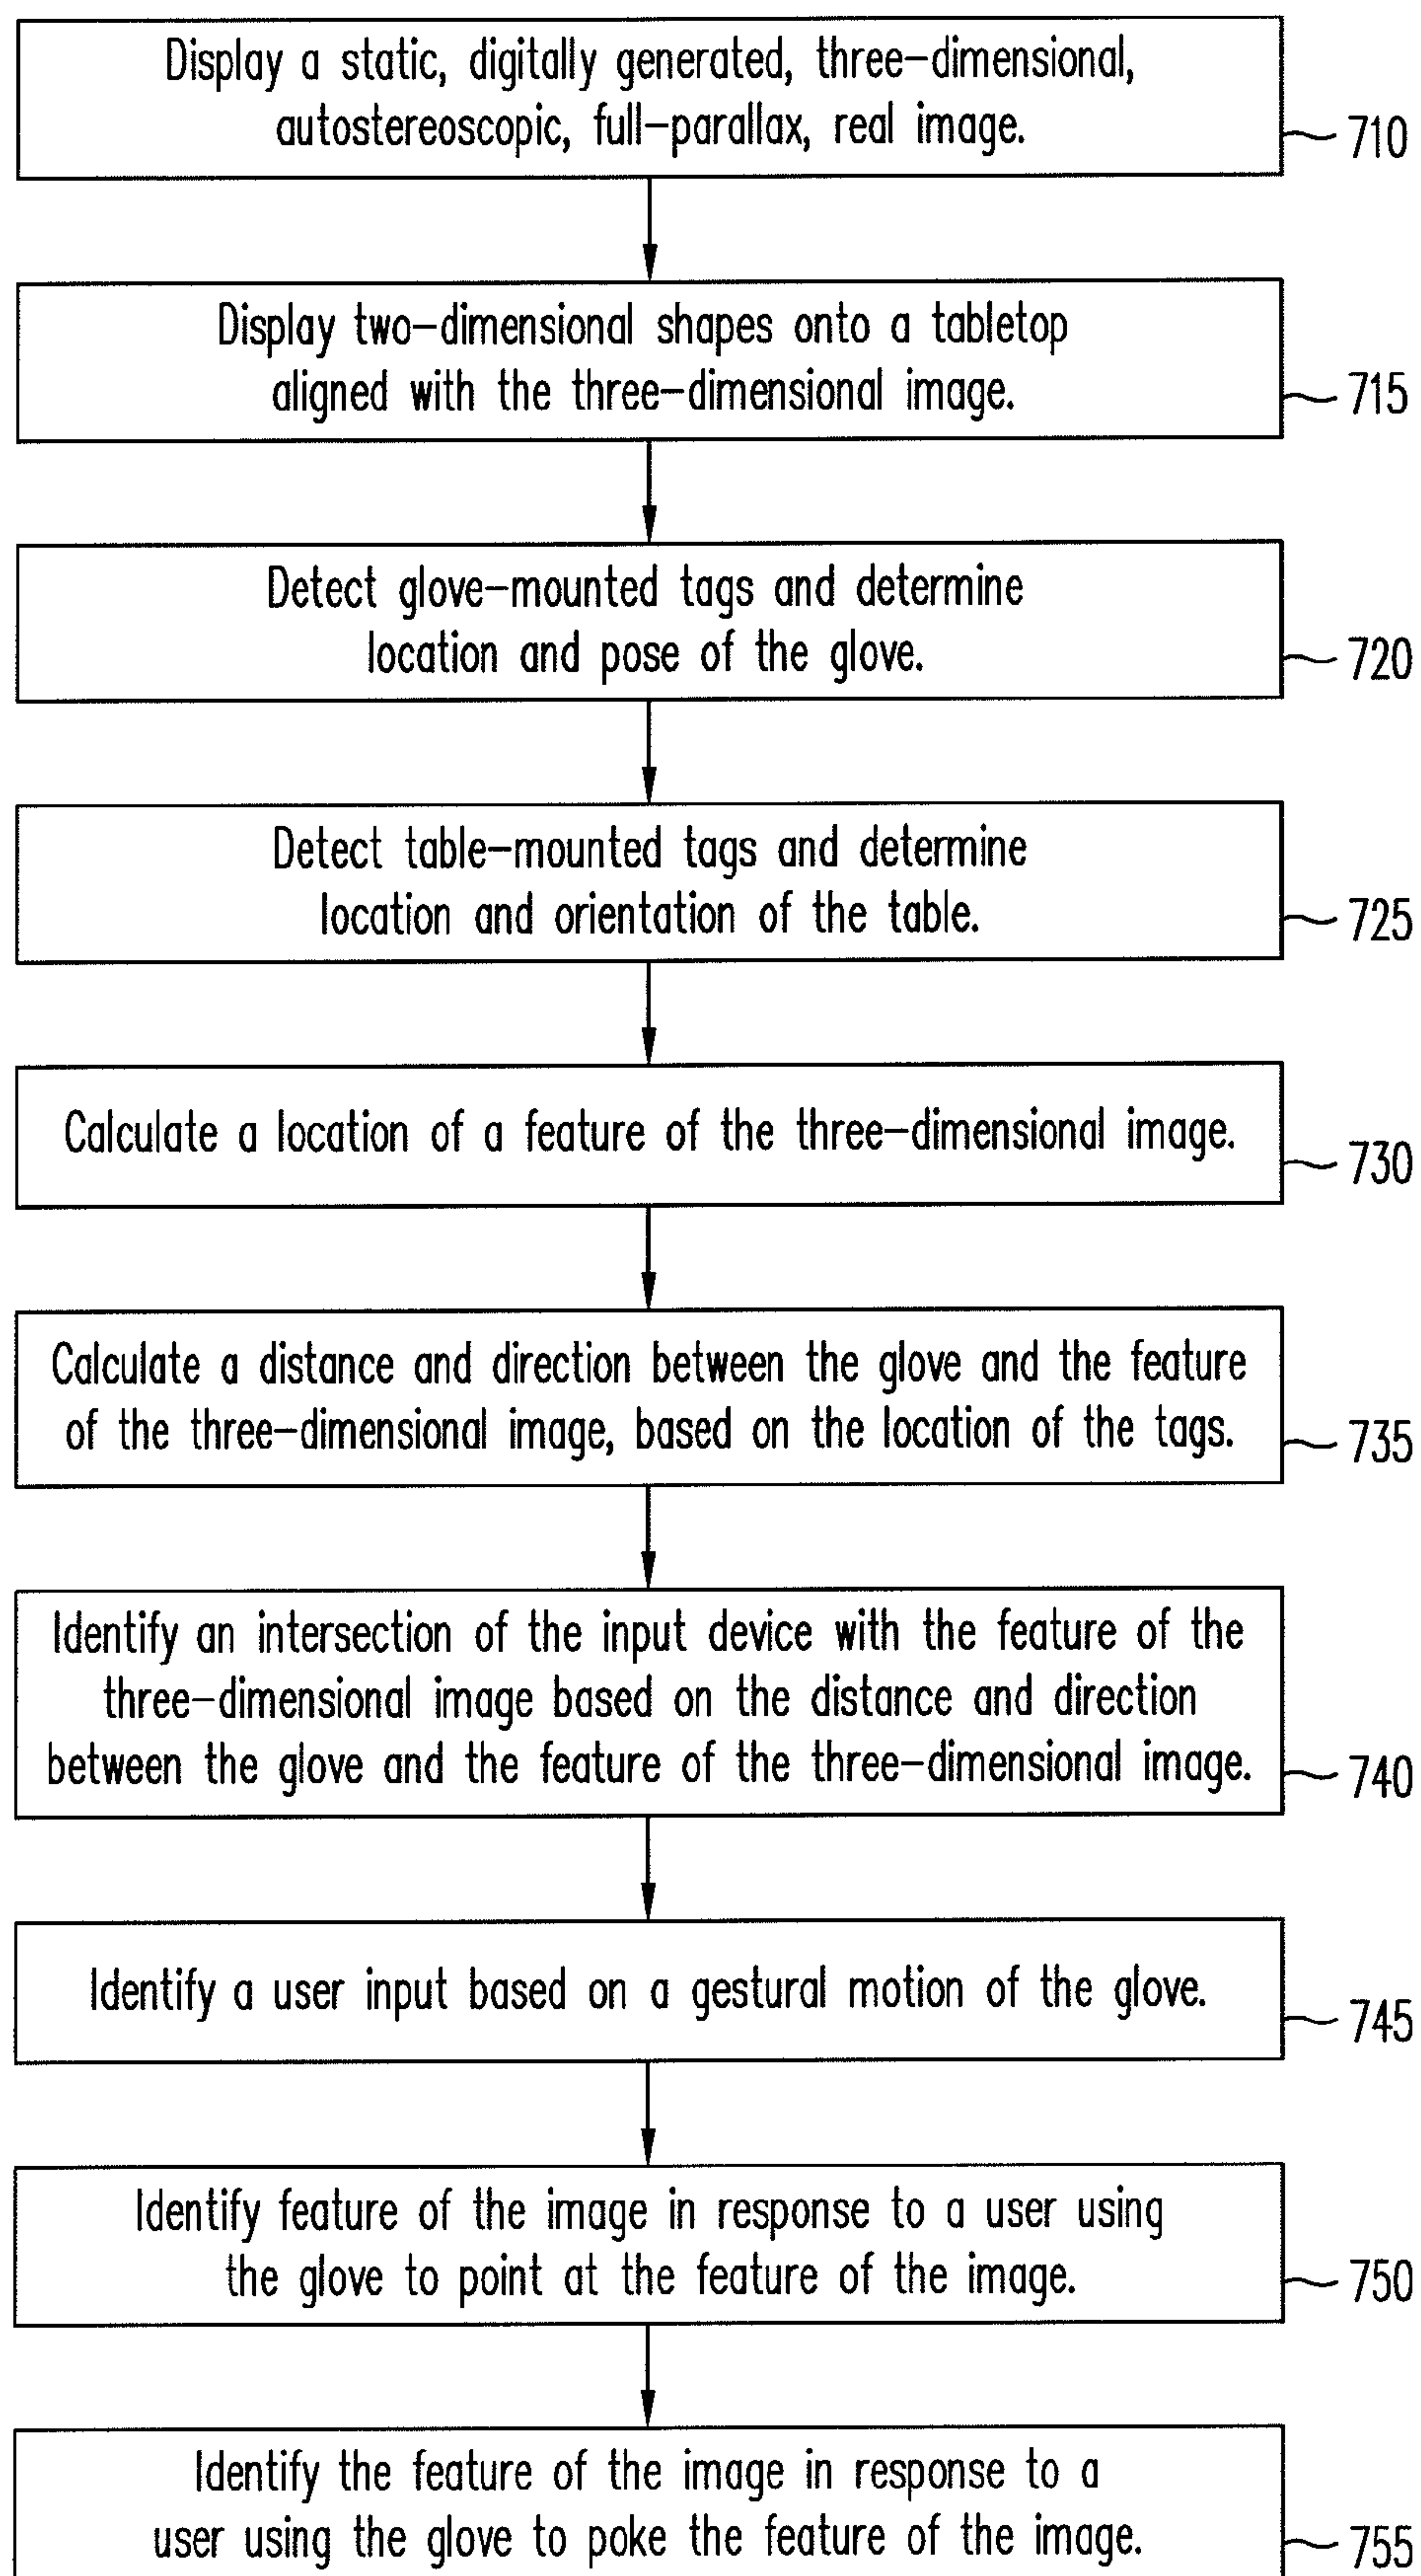 Display a static, digitally generated, three-dimensional,
autostereoscopic, full-parallax, real image.
710
Display two-dimensional shapes onto a tabletop
aligned with the three-dimensional image.
715
Detect glove-mounted tags and determine
location and pose of the glove.
720
Detect table-mounted tags and determine
location and orientation of the table.
725
Calculate a location of a feature of the three-dimensional image.
730
Calculate a distance and direction between the glove and the feature
of the three-dimensional image, based on the location of the tags.
735
Identify an intersection of the input device with the feature of the
three-dimensional image based on the distance and direction
between the glove and the feature of the three-dimensional image.
740
Identify a user input based on a gestural motion of the glove.
745
Identify feature of the image in response to a user using
the glove to point at the feature of the image.
750
Identify the feature of the image in response to a
user using the glove to poke the feature of the image.
755